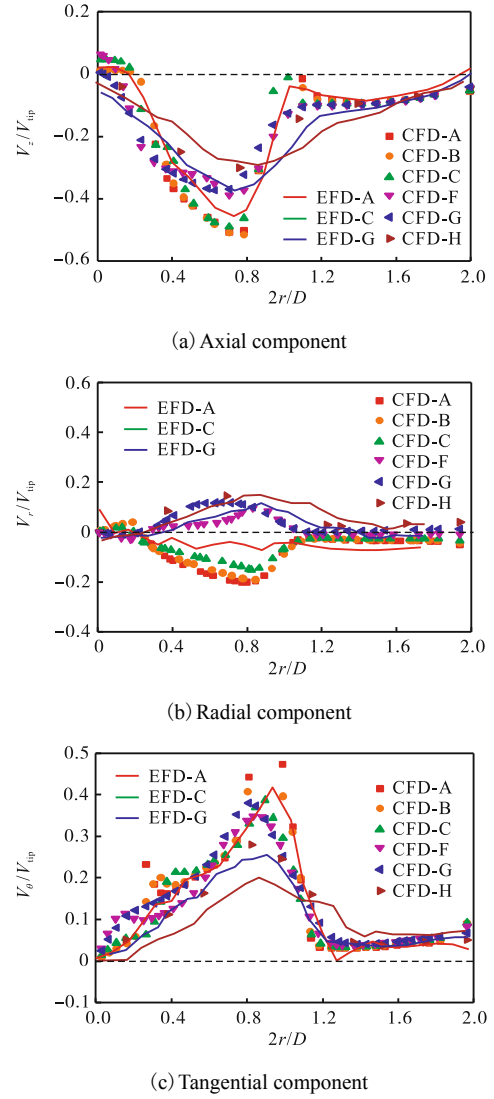 0
−0.2
−0.4
−0.6
V_z/V_tip
EFD-A
EFD-C
EFD-G
CFD-A
CFD-B
CFD-C
CFD-F
CFD-G
CFD-H
0 0.4 0.8 1.2 1.6 2.0
2r/D
(a) Axial component
0.6
0.4
0.2
0
−0.2
−0.4
V_r/V_tip
EFD-A
EFD-C
EFD-G
CFD-A
CFD-B
CFD-C
CFD-F
CFD-G
CFD-H
0 0.4 0.8 1.2 1.6 2.0
2r/D
(b) Radial component
0.5
0.4
0.3
0.2
0.1
0
−0.1
V_θ/V_tip
EFD-A
EFD-C
EFD-G
CFD-A
CFD-B
CFD-C
CFD-F
CFD-G
CFD-H
0.0 0.4 0.8 1.2 1.6 2.0
2r/D
(c) Tangential component